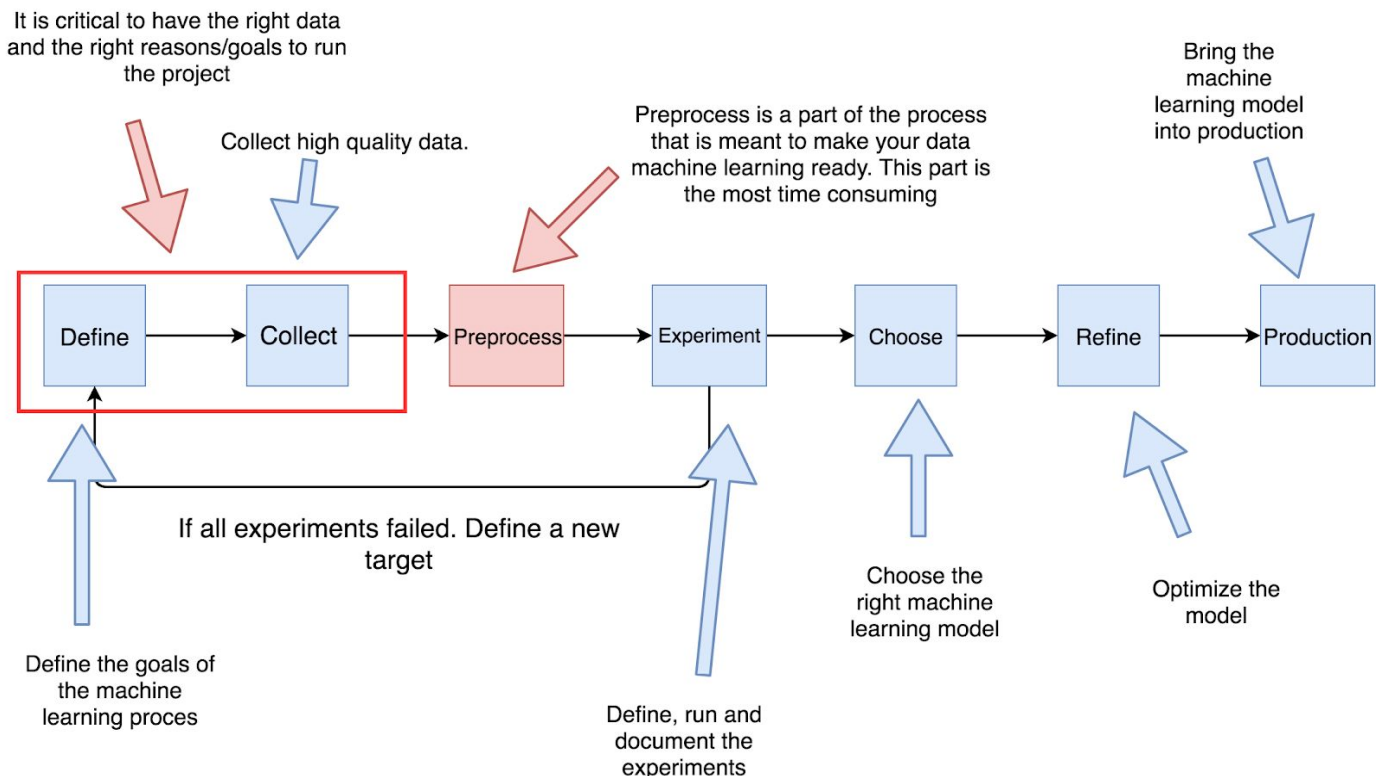 It is critical to have the right data
and the right reasons/goals to run
the project
Collect high quality data.
Preprocess is a part of the process
that is meant to make your data
machine learning ready. This part is
the most time consuming
Bring the
machine
learning model
into production
Define
Collect
Preprocess
Experiment
Choose
Refine
Production
If all experiments failed. Define a new
target
Define the goals of
the machine
learning proces
Define, run and
document the
experiments
Choose the
right machine
learning model
Optimize the
model